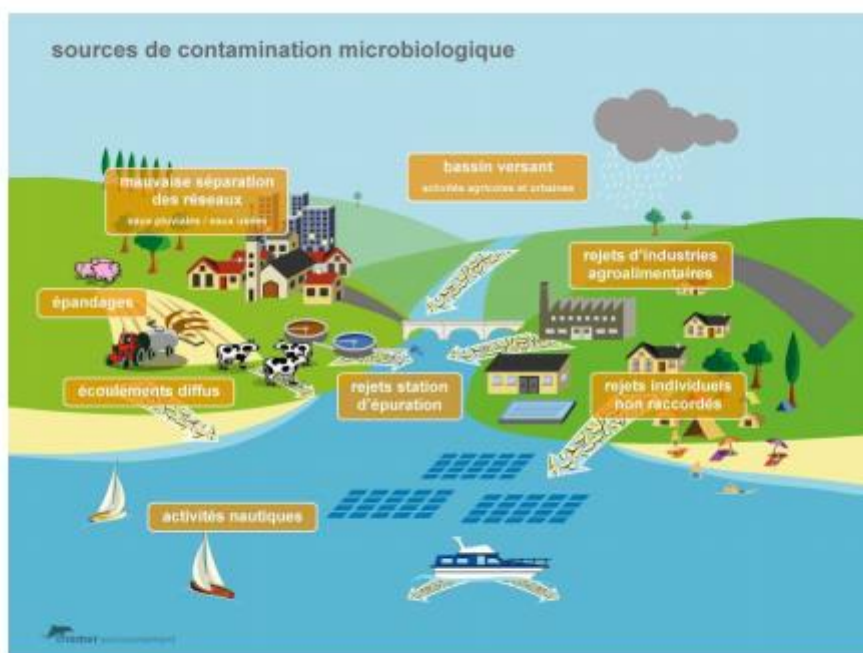 sources de contamination microbiologique
bassin versant
activités agricoles et urbaines
mauvaise séparation
des réseaux
eaux pluviales / eaux usées
rejets d'industries
agroalimentaires
épandages
écoulements diffus
rejets station
d'épuration
rejets individuels
non raccordés
activités nautiques